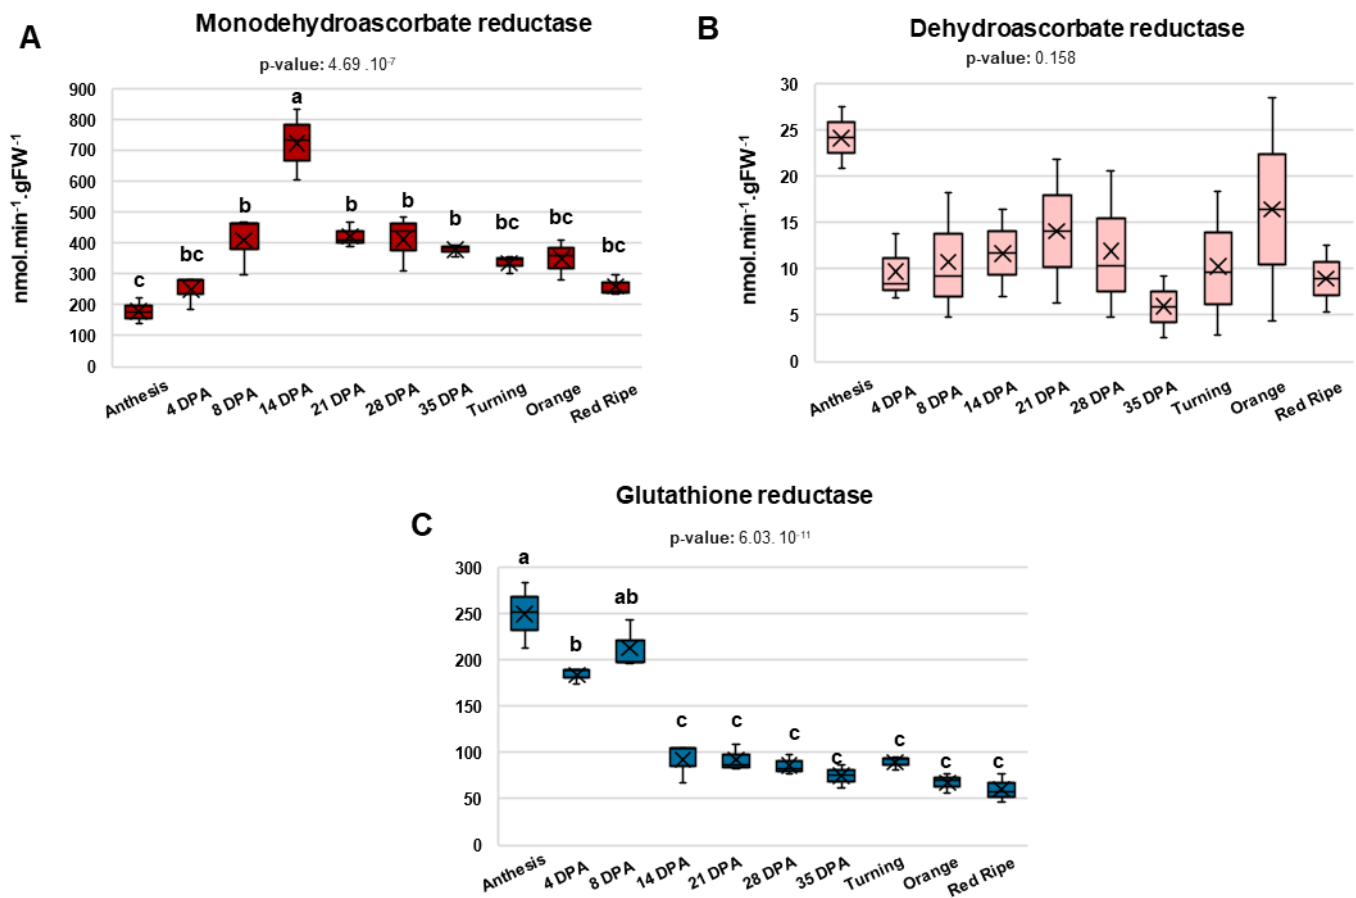 A
Monodehydroascorbate reductase
p-value: 4.69 .10⁻⁷
nmol.min⁻¹.gFW⁻¹
900
800
700
600
500
400
300
200
100
0
c
bc
b
a
b
b
b
bc
bc
bc
Anthesis
4 DPA
8 DPA
14 DPA
21 DPA
28 DPA
35 DPA
Turning
Orange
Red Ripe
B
Dehydroascorbate reductase
p-value: 0.158
nmol.min⁻¹.gFW⁻¹
30
25
20
15
10
5
0
Anthesis
4 DPA
8 DPA
14 DPA
21 DPA
28 DPA
35 DPA
Turning
Orange
Red Ripe
C
Glutathione reductase
p-value: 6.03. 10⁻¹¹
300
250
200
150
100
50
0
a
b
ab
c
c
c
c
c
c
c
Anthesis
4 DPA
8 DPA
14 DPA
21 DPA
28 DPA
35 DPA
Turning
Orange
Red Ripe